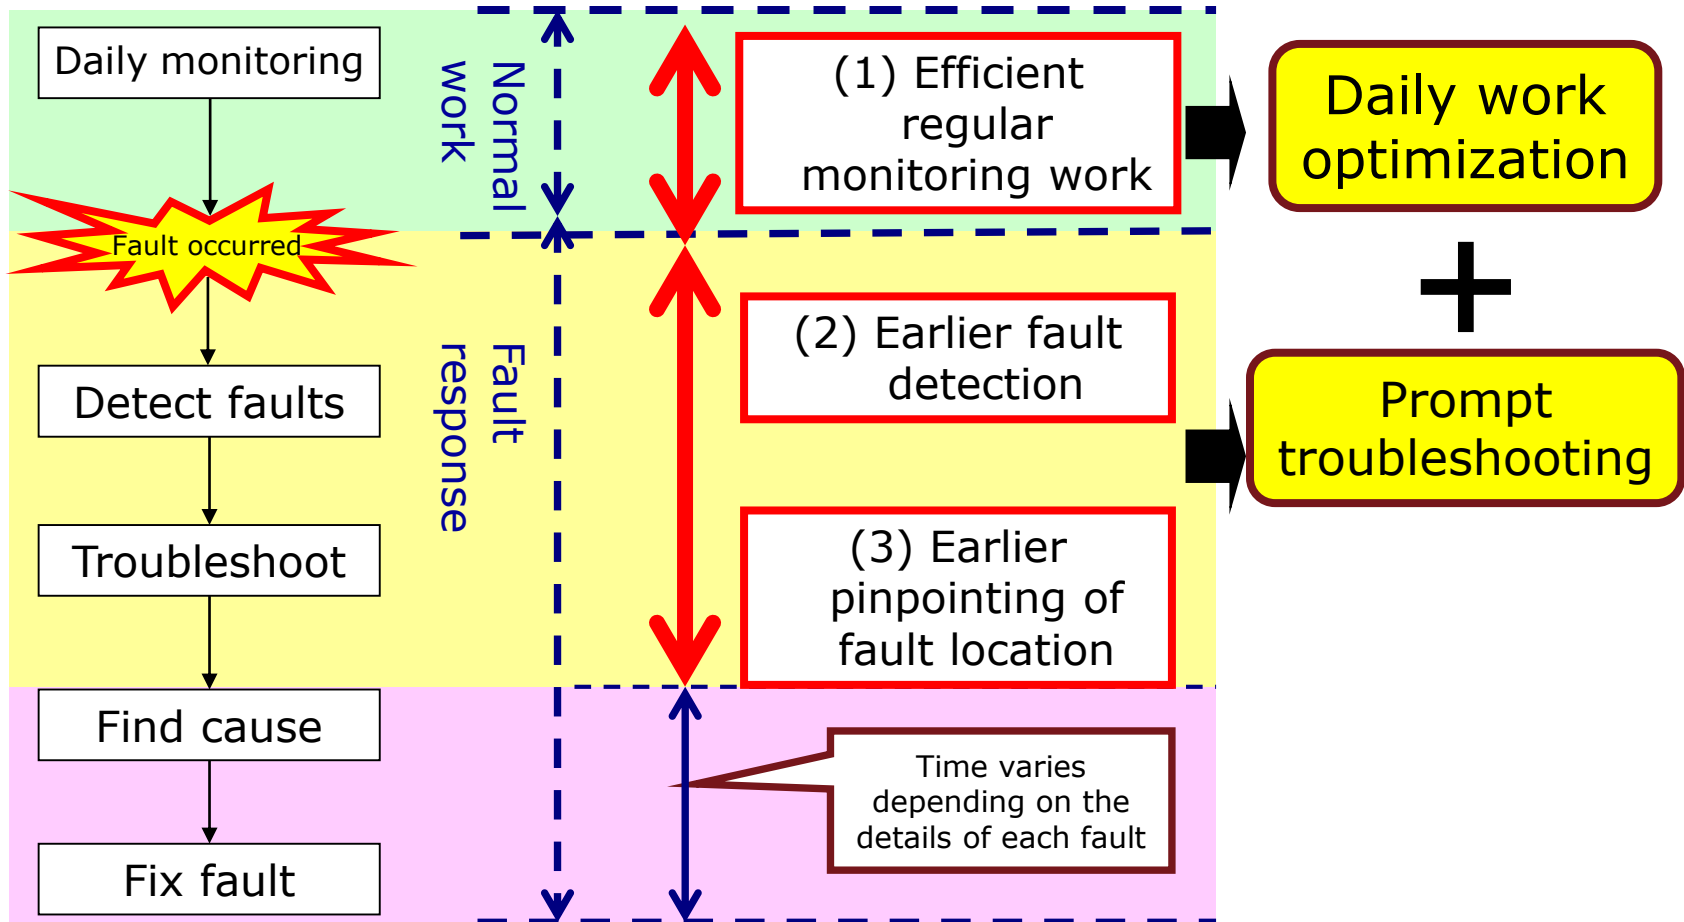 Daily monitoring
Fault occurred
Detect faults
Troubleshoot
Find cause
Fix fault
Normal
work
Fault
response
(1) Efficient
regular
monitoring work
(2) Earlier fault
detection
(3) Earlier
pinpointing of
fault location
Time varies
depending on the
details of each fault
Daily work
optimization
+
Prompt
troubleshooting